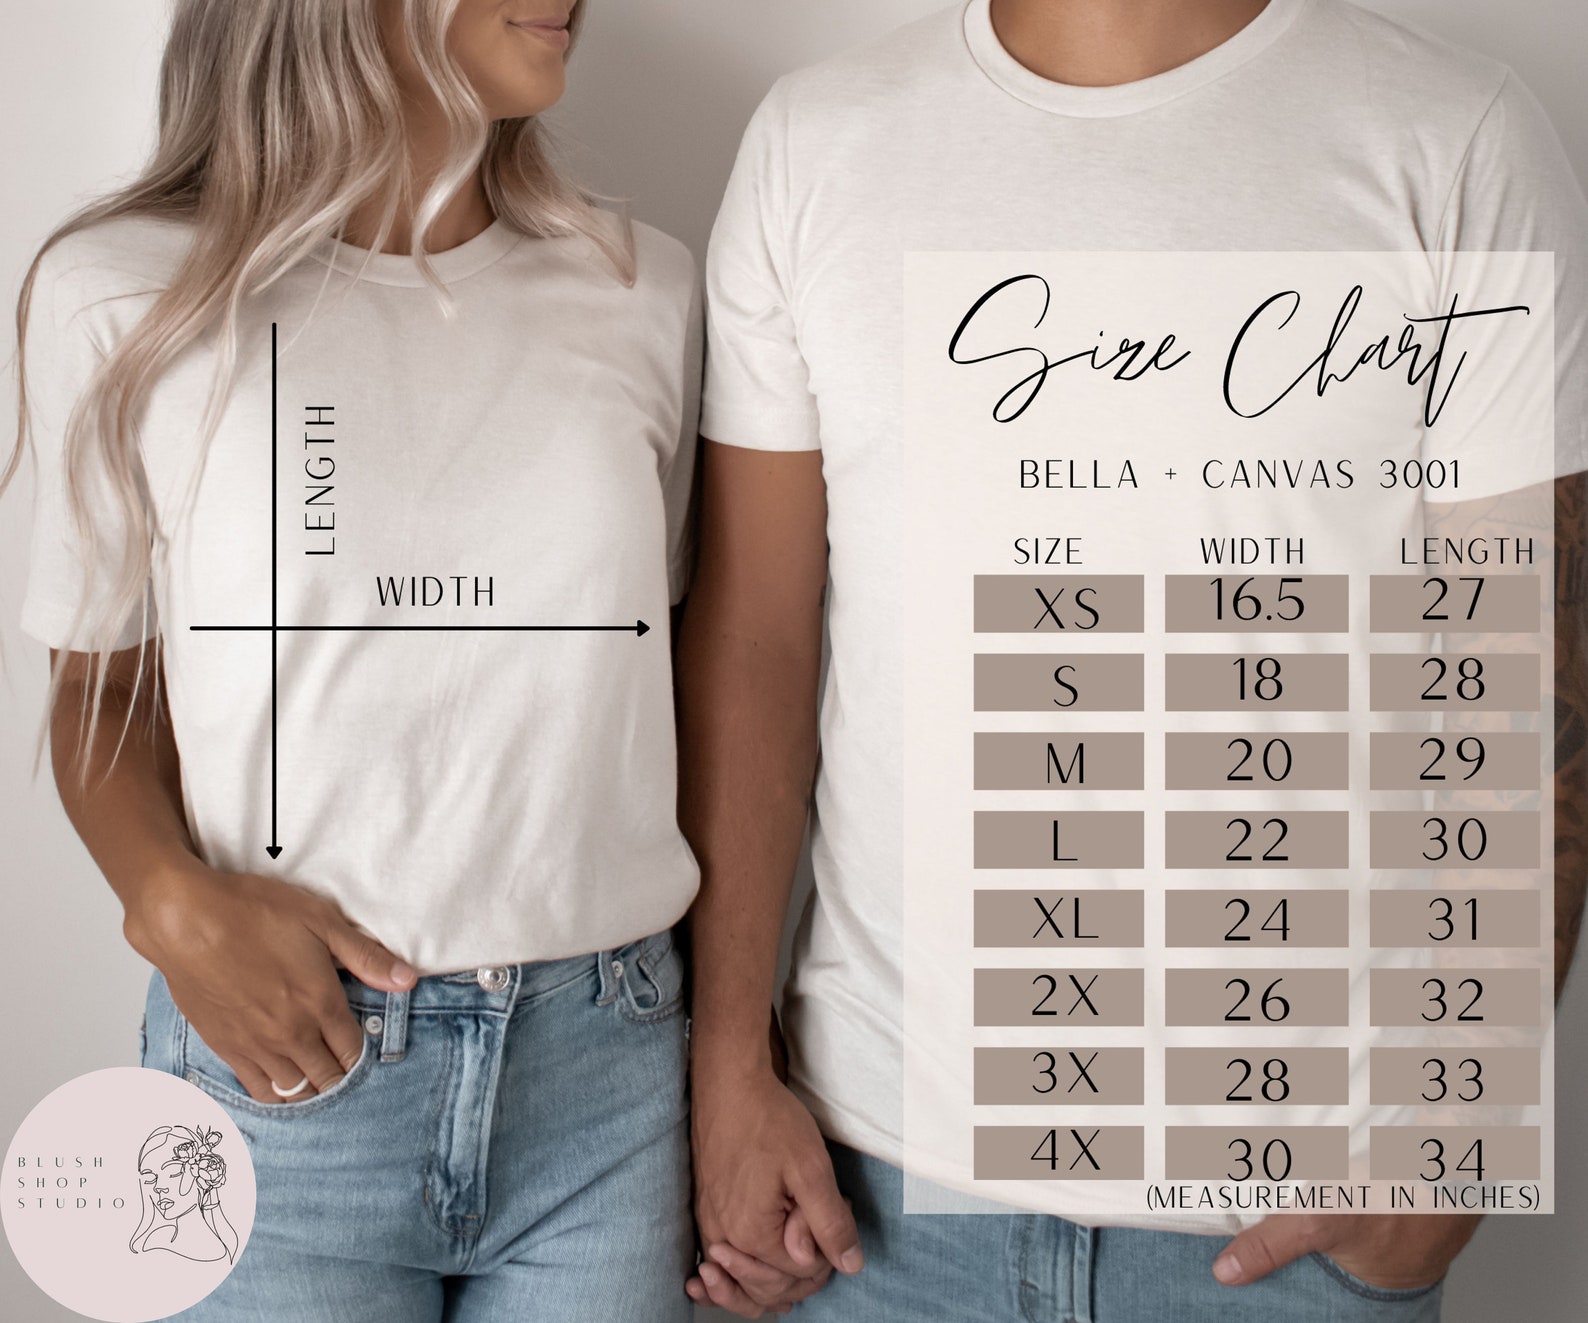 LENGTH
WIDTH
Size Chart
BELLA + CANVAS 3001
SIZE WIDTH LENGTH
XS 16.5 27
S 18 28
M 20 29
L 22 30
XL 24 31
2X 26 32
3X 28 33
4X 30 34
(MEASUREMENT IN INCHES)
BLUSH
SHOP
STUDIO